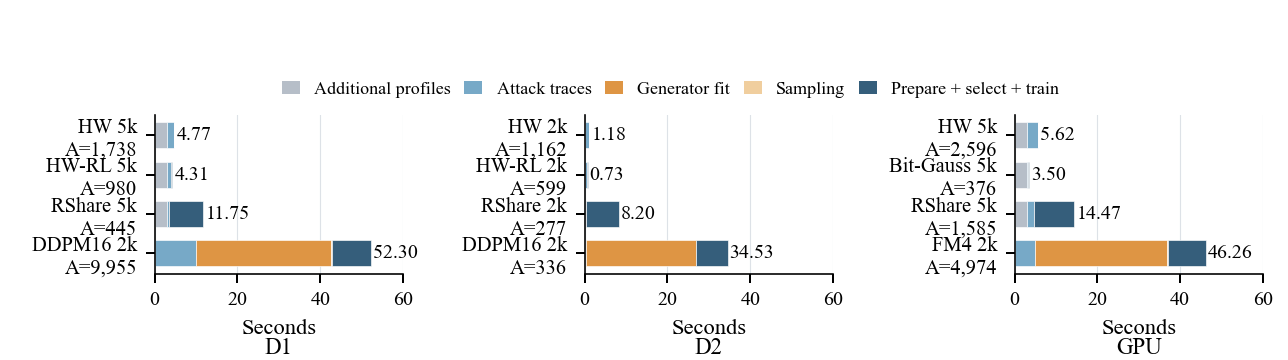 Additional profiles Attack traces Generator fit Sampling Prepare + select + train
HW 5k
A=1,738
4.77
HW-RL 5k
A=980
4.31
RShare 5k
A=445
11.75
DDPM16 2k
A=9,955
52.30
0 20 40 60
Seconds
D1
HW 2k
A=1,162
1.18
HW-RL 2k
A=599
0.73
RShare 2k
A=277
8.20
DDPM16 2k
A=336
34.53
0 20 40 60
Seconds
D2
HW 5k
A=2,596
5.62
Bit-Gauss 5k
A=376
3.50
RShare 5k
A=1,585
14.47
FM4 2k
A=4,974
46.26
0 20 40 60
Seconds
GPU